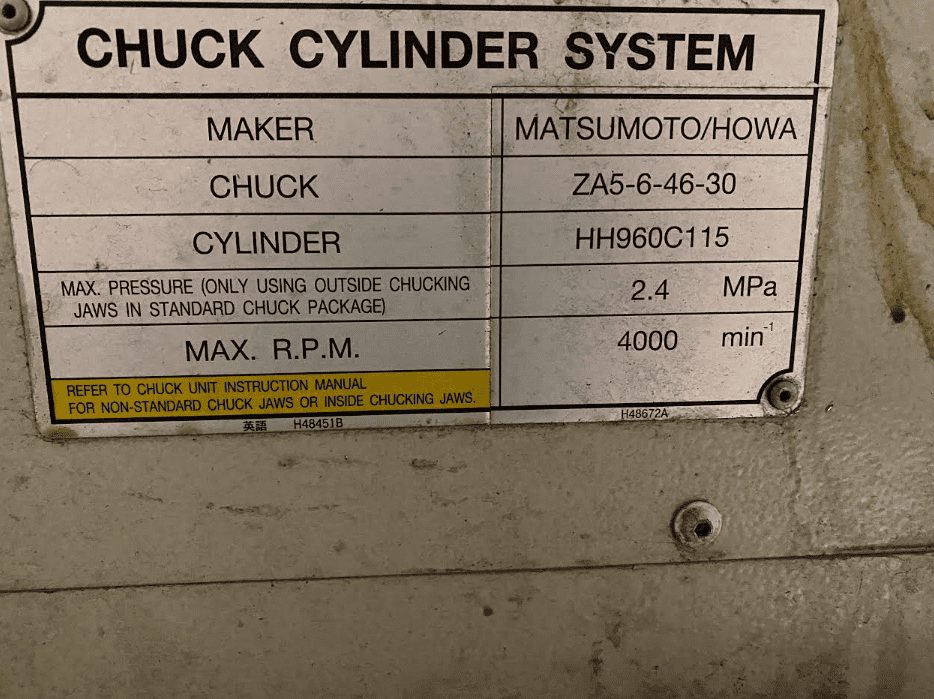 CHUCK CYLINDER SYSTEM
MAKER MATSUMOTO/HOWA
CHUCK ZA5-6-46-30
CYLINDER HH960C115
MAX. PRESSURE (ONLY USING OUTSIDE CHUCKING
JAWS IN STANDARD CHUCK PACKAGE) 2.4 MPa
MAX. R.P.M. 4000 min⁻¹
REFER TO CHUCK UNIT INSTRUCTION MANUAL
FOR NON-STANDARD CHUCK JAWS OR INSIDE CHUCKING JAWS.
英語 H48451B H48672A